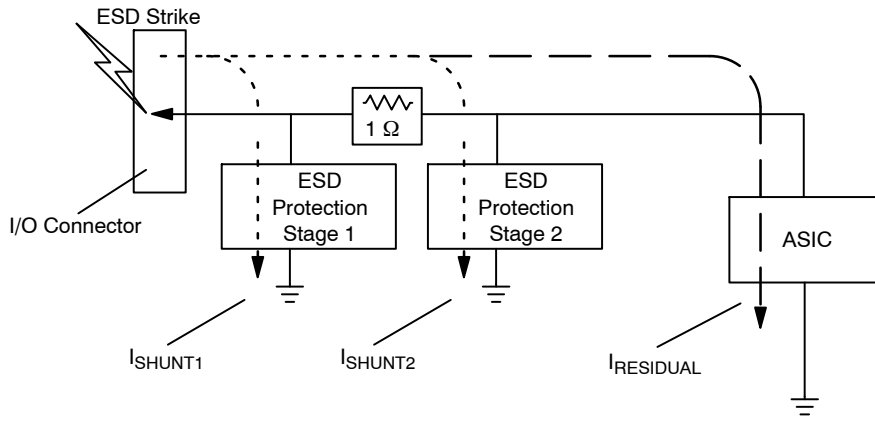 ESD Strike
1 Ω
ESD
Protection
Stage 1
ESD
Protection
Stage 2
I/O Connector
ASIC
ISHUNT1
ISHUNT2
IRESIDUAL